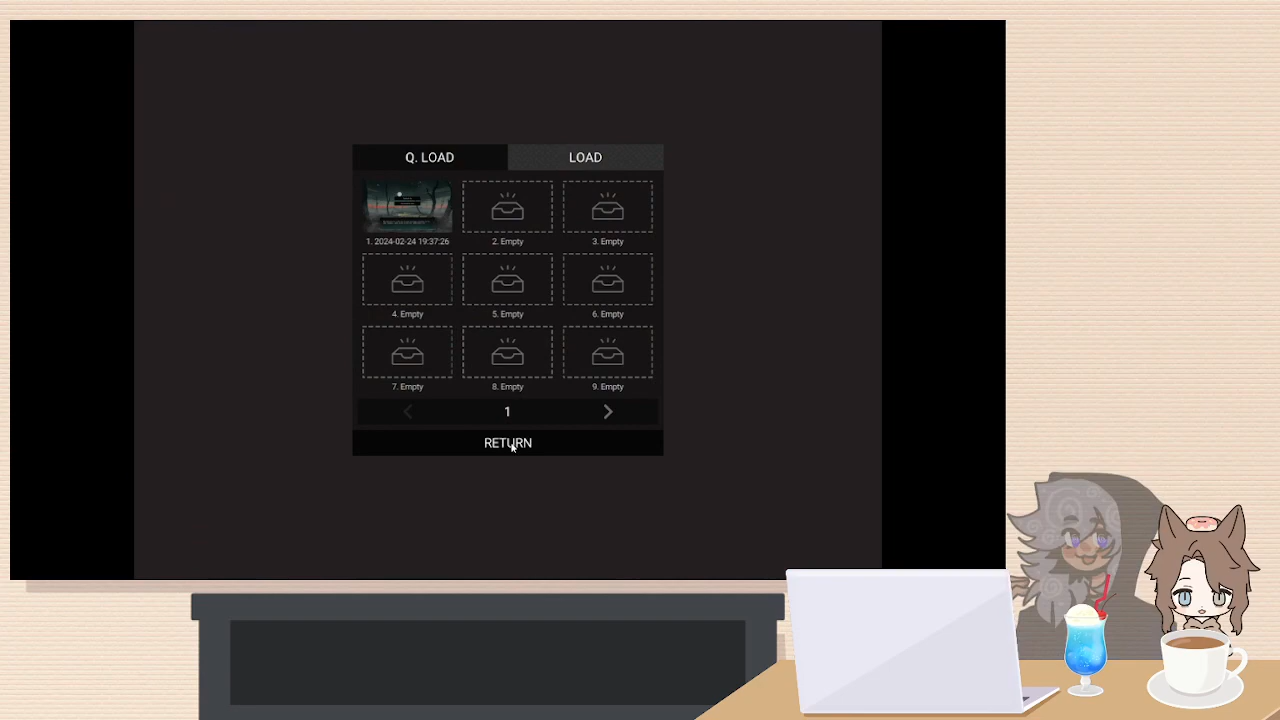 Q. LOAD LOAD
1. 2024-02-24 19:37:26 2. Empty 3. Empty
4. Empty 5. Empty 6. Empty
7. Empty 8. Empty 9. Empty
1
RETURN